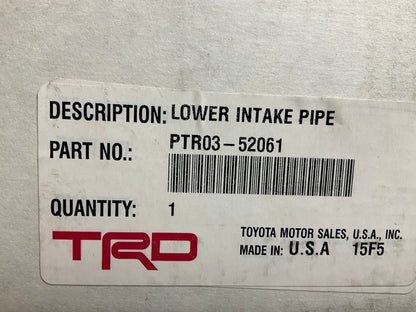 DESCRIPTION: LOWER INTAKE PIPE
PART NO.: PTR03-52061
QUANTITY: 1
TRD
TOYOTA MOTOR SALES, U.S.A., INC.
MADE IN: U.S.A 15F5